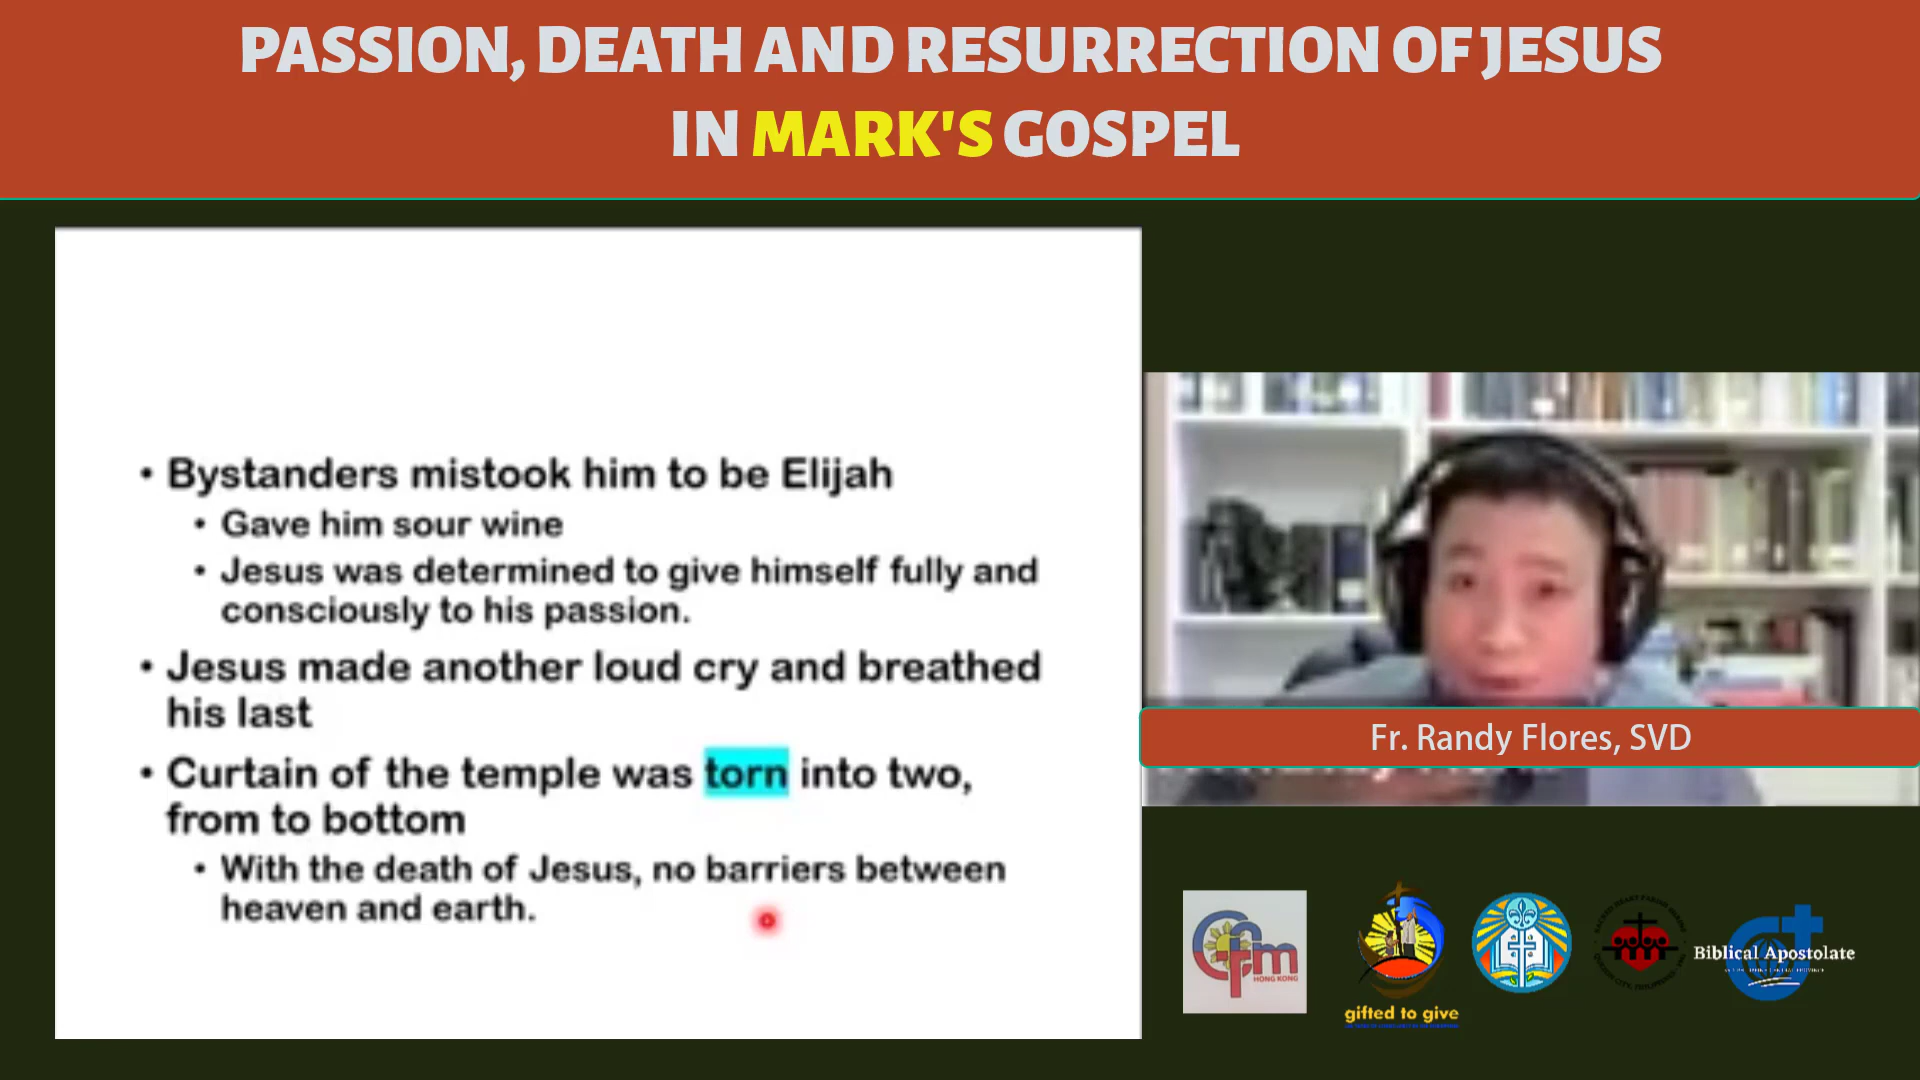 PASSION, DEATH AND RESURRECTION OF JESUS
IN MARK'S GOSPEL
• Bystanders mistook him to be Elijah
• Gave him sour wine
• Jesus was determined to give himself fully and
consciously to his passion.
• Jesus made another loud cry and breathed
his last
• Curtain of the temple was torn into two,
from to bottom
• With the death of Jesus, no barriers between
heaven and earth.
Fr. Randy Flores, SVD
cfm
HONG KONG
gifted to give
Biblical Apostolate